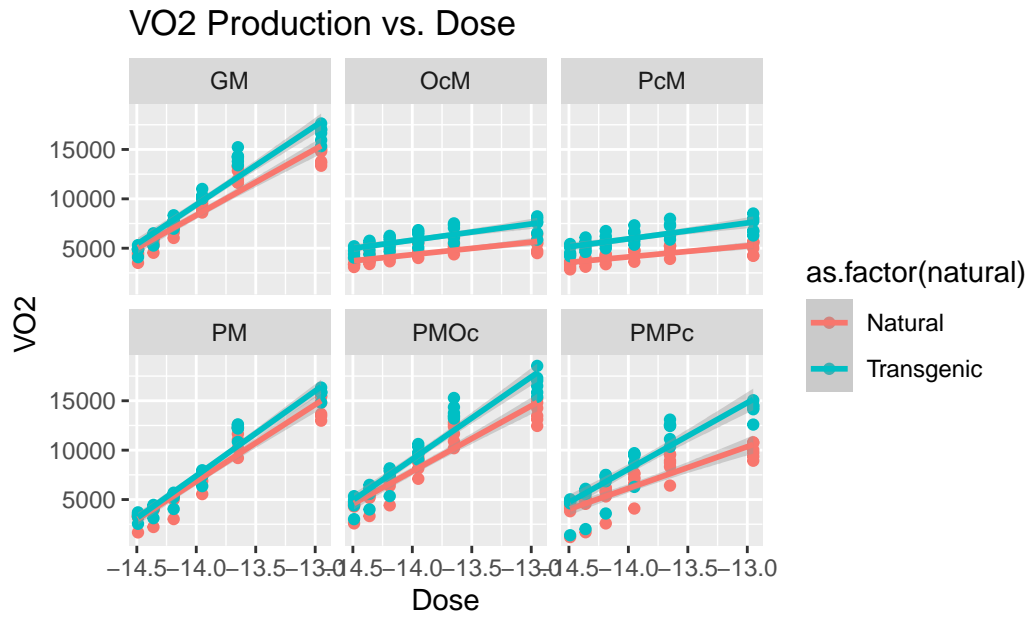 VO2 Production vs. Dose
GM OcM PcM
15000
10000
5000
PM PMOc PMPc
15000
10000
5000
VO2
−14.5 −14.0 −13.5 −13.0 −14.5 −14.0 −13.5 −13.0 −14.5 −14.0 −13.5 −13.0
Dose
as.factor(natural)
Natural
Transgenic